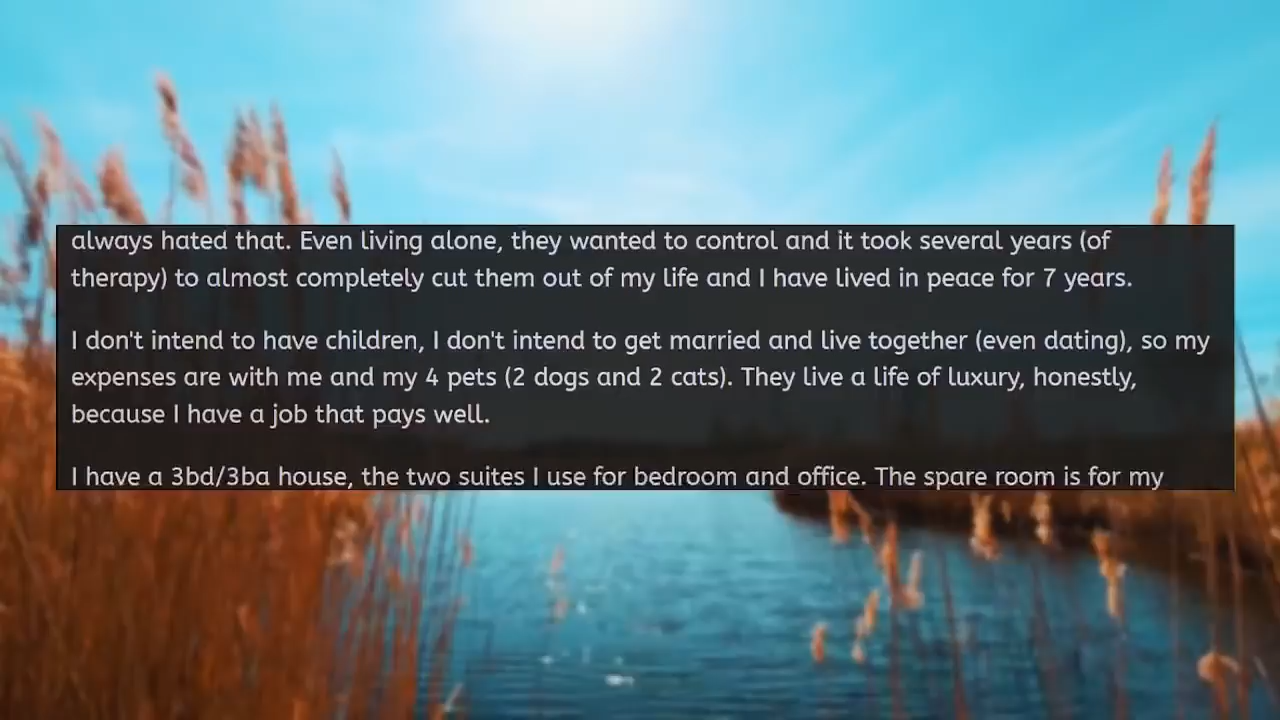 always hated that. Even living alone, they wanted to control and it took several years (of
therapy) to almost completely cut them out of my life and I have lived in peace for 7 years.
I don't intend to have children, I don't intend to get married and live together (even dating), so my
expenses are with me and my 4 pets (2 dogs and 2 cats). They live a life of luxury, honestly,
because I have a job that pays well.
I have a 3bd/3ba house, the two suites I use for bedroom and office. The spare room is for my